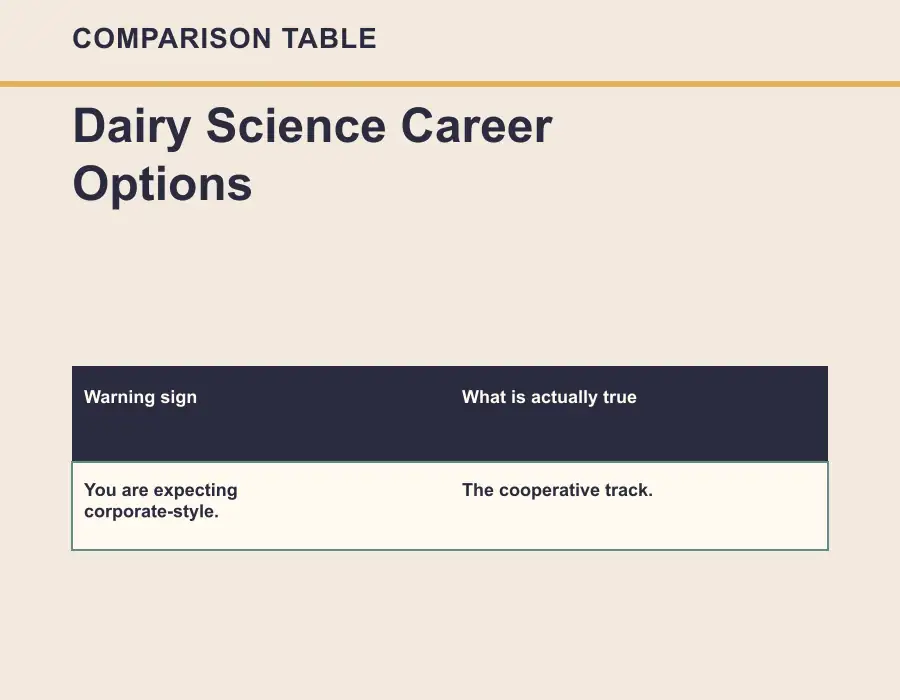 COMPARISON TABLE
Dairy Science Career
Options
Warning sign
What is actually true
You are expecting
corporate-style.
The cooperative track.